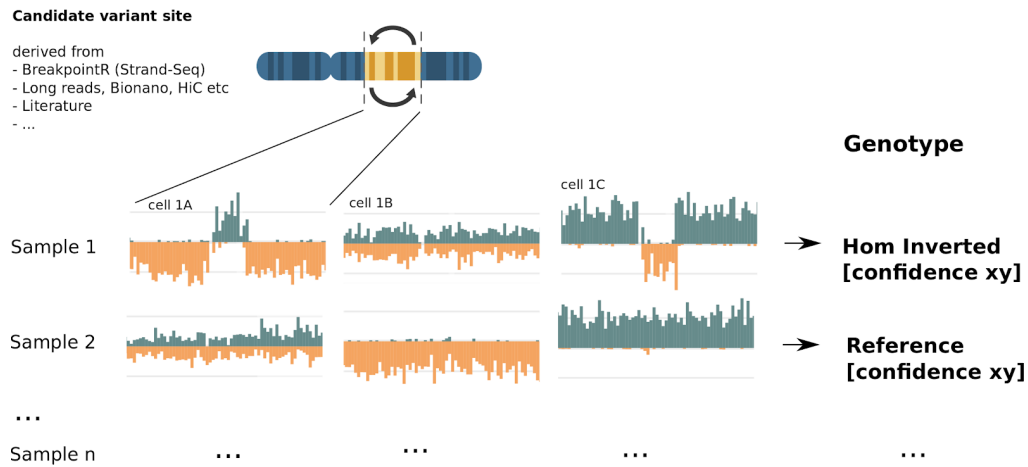 Candidate variant site
derived from
- BreakpointR (Strand-Seq)
- Long reads, Bionano, HiC etc
- Literature
- ...
Genotype
cell 1A
cell 1B
cell 1C
Sample 1
Hom Inverted
[confidence xy]
Sample 2
Reference
[confidence xy]
...
Sample n
...
...
...
...